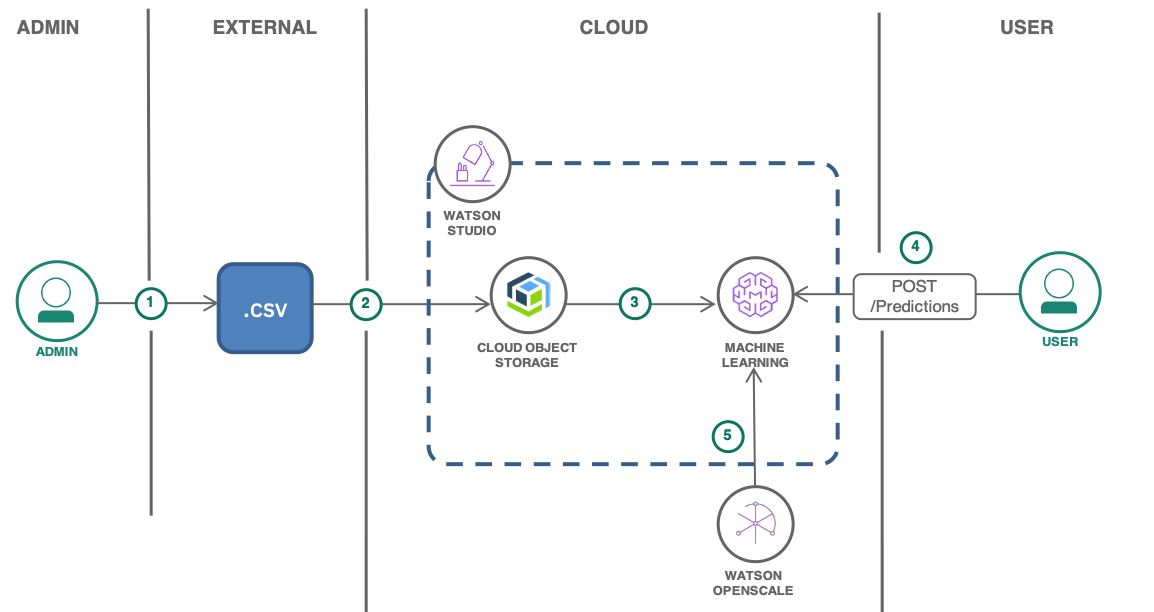 ADMIN
EXTERNAL
CLOUD
USER
WATSON
STUDIO
4
1
.CSV
2
3
POST
/Predictions
ADMIN
CLOUD OBJECT
STORAGE
MACHINE
LEARNING
USER
5
WATSON
OPENSCALE